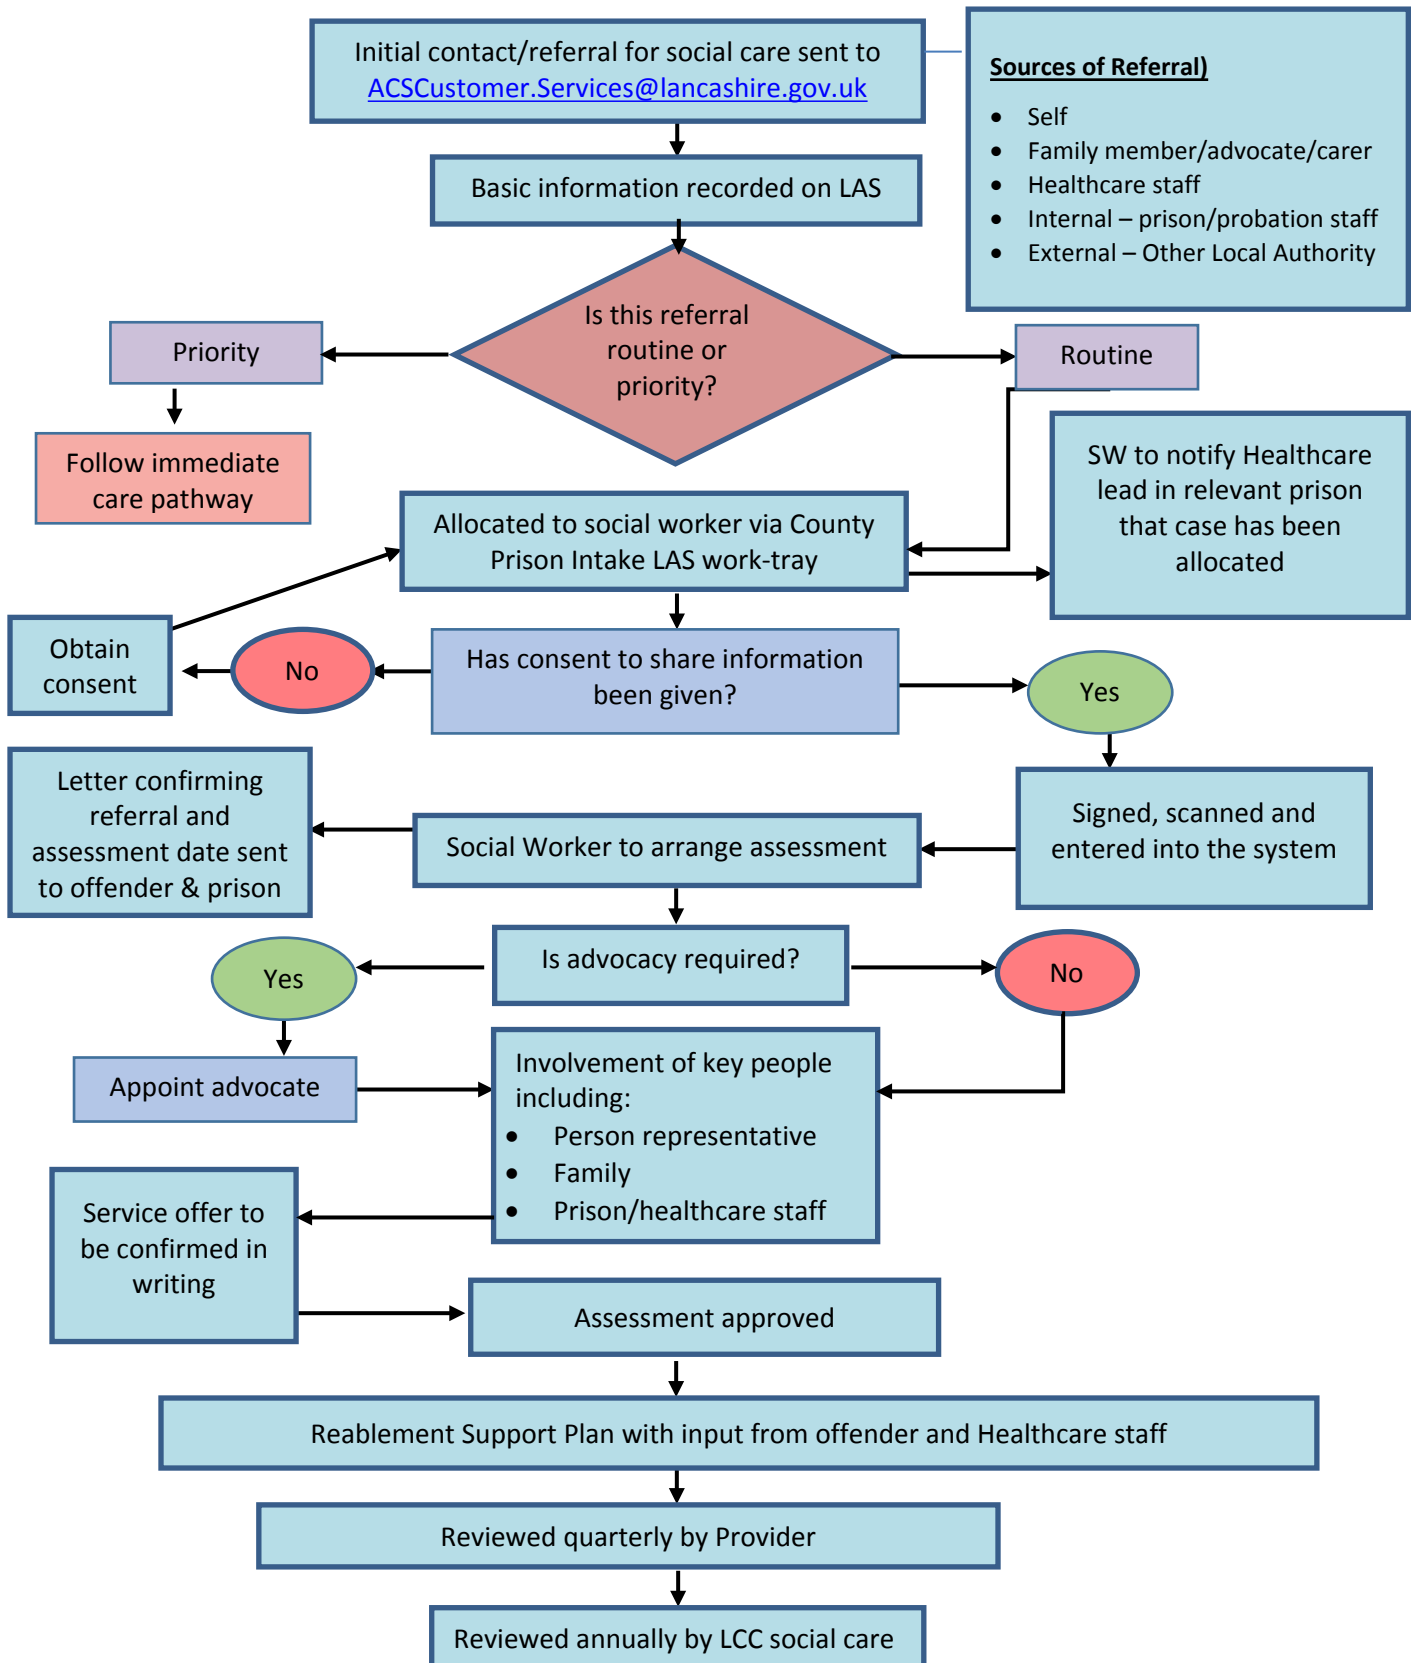 Initial contact/referral for social care sent to
ACSCustomer.Services@lancashire.gov.uk
Sources of Referral)
• Self
• Family member/advocate/carer
• Healthcare staff
• Internal – prison/probation staff
• External – Other Local Authority
Basic information recorded on LAS
Is this referral
routine or
priority?
Priority
Routine
Follow immediate
care pathway
SW to notify Healthcare
lead in relevant prison
that case has been
allocated
Allocated to social worker via County
Prison Intake LAS work-tray
Obtain
consent
No
Has consent to share information
been given?
Yes
Letter confirming
referral and
assessment date sent
to offender & prison
Social Worker to arrange assessment
Signed, scanned and
entered into the system
Yes
Is advocacy required?
No
Appoint advocate
Involvement of key people
including:
• Person representative
• Family
• Prison/healthcare staff
Service offer to
be confirmed in
writing
Assessment approved
Reablement Support Plan with input from offender and Healthcare staff
Reviewed quarterly by Provider
Reviewed annually by LCC social care